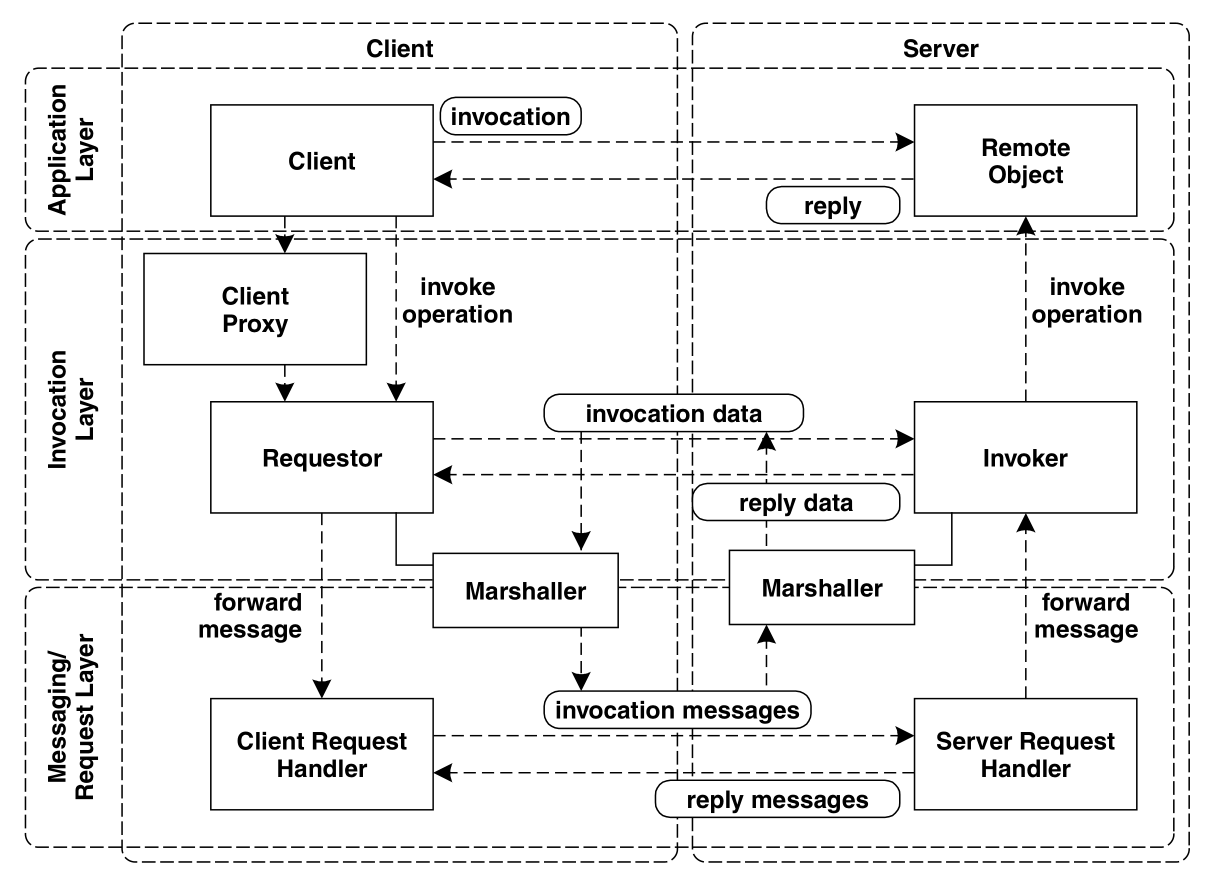 Client
Server
Application
Layer
Client
invocation
Remote
Object
reply
Invocation
Layer
Client
Proxy
invoke
operation
invoke
operation
invocation data
Requestor
Invoker
reply data
Marshaller
Marshaller
Messaging/
Request Layer
forward
message
forward
message
invocation messages
Client Request
Handler
Server Request
Handler
reply messages